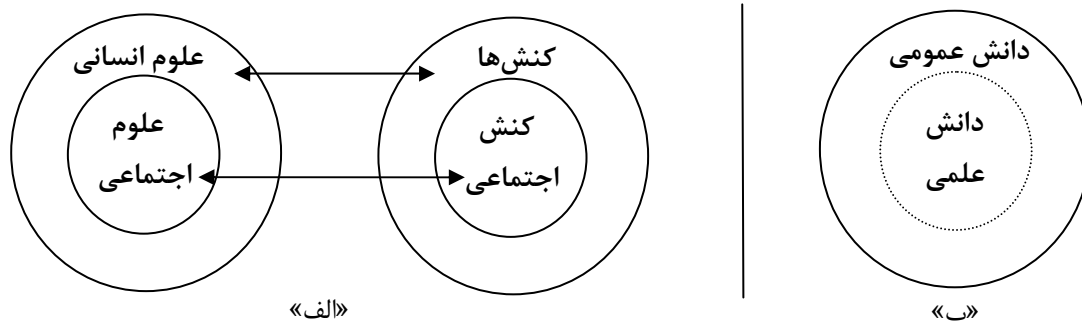 دانش عمومی
دانش
علمی
«ب»
کنش‌ها
کنش
اجتماعی
علوم انسانی
علوم
اجتماعی
«الف»